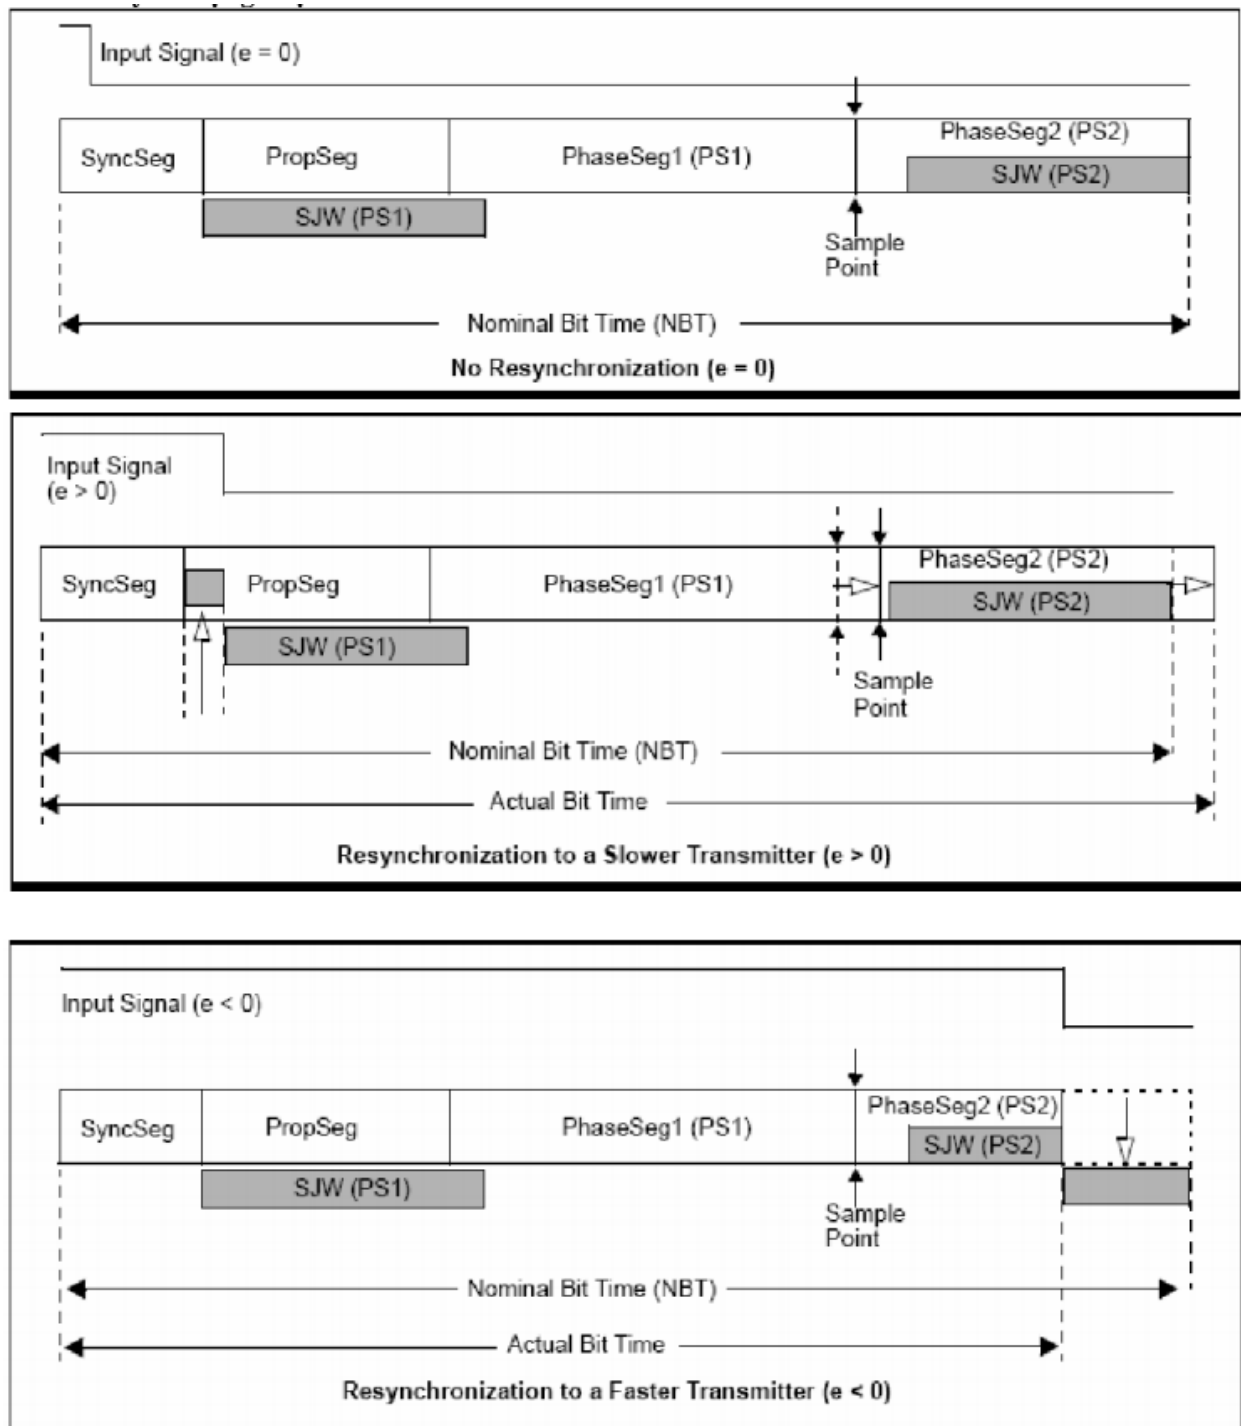 Input Signal (e = 0)
SyncSeg PropSeg PhaseSeg1 (PS1) PhaseSeg2 (PS2)
SJW (PS2)
SJW (PS1)
Sample
Point
Nominal Bit Time (NBT)
No Resynchronization (e = 0)
Input Signal
(e > 0)
SyncSeg PropSeg PhaseSeg1 (PS1) PhaseSeg2 (PS2)
SJW (PS2)
SJW (PS1)
Sample
Point
Nominal Bit Time (NBT)
Actual Bit Time
Resynchronization to a Slower Transmitter (e > 0)
Input Signal (e < 0)
SyncSeg PropSeg PhaseSeg1 (PS1) PhaseSeg2 (PS2)
SJW (PS2)
SJW (PS1)
Sample
Point
Nominal Bit Time (NBT)
Actual Bit Time
Resynchronization to a Faster Transmitter (e < 0)